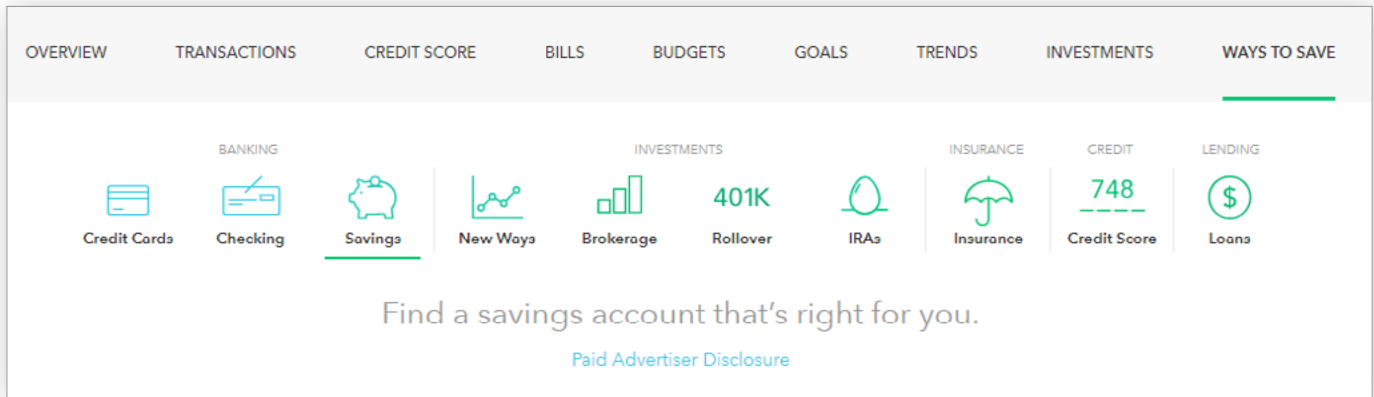 OVERVIEW TRANSACTIONS CREDIT SCORE BILLS BUDGETS GOALS TRENDS INVESTMENTS WAYS TO SAVE
BANKING INVESTMENTS INSURANCE CREDIT LENDING
401K 748 $
Credit Cards Checking Savings New Ways Brokerage Rollover IRAs Insurance Credit Score Loans
Find a savings account that's right for you.
Paid Advertiser Disclosure